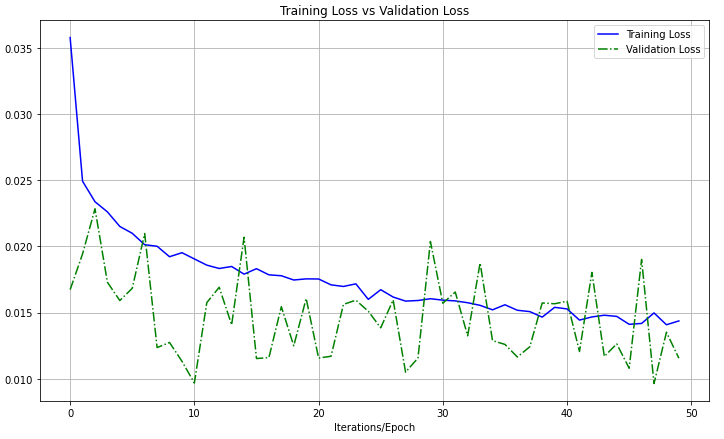 Training Loss vs Validation Loss
Training Loss
Validation Loss
0.035
0.030
0.025
0.020
0.015
0.010
0 10 20 30 40 50
Iterations/Epoch